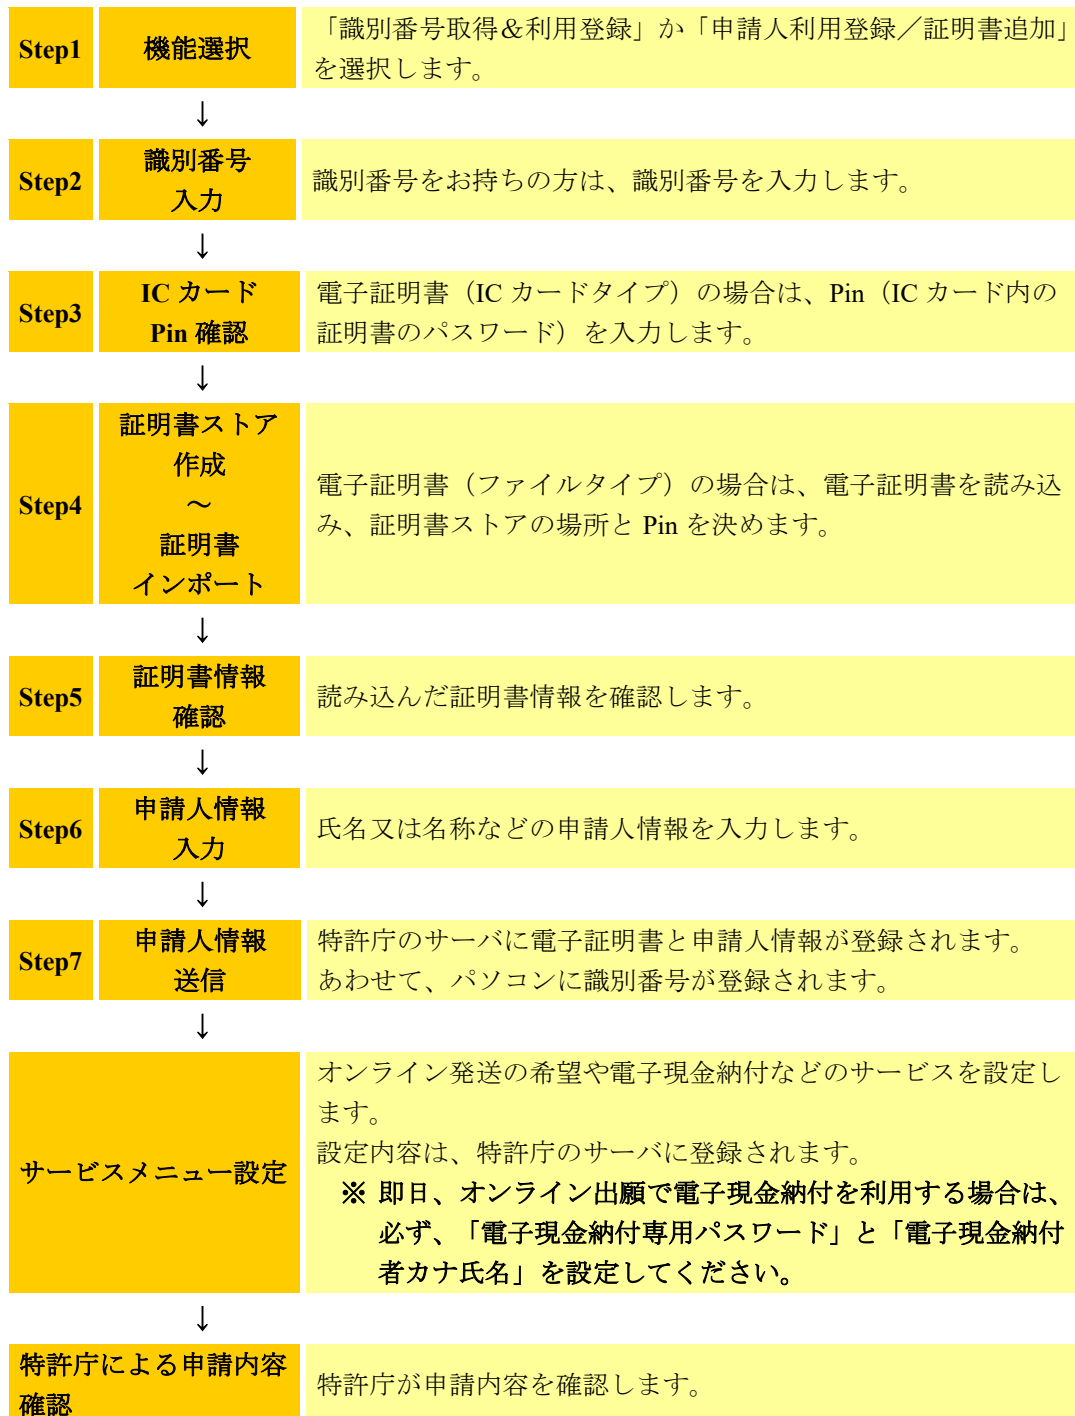 Step1
機能選択
「識別番号取得＆利用登録」か「申請人利用登録／証明書追加」
を選択します。
↓
Step2
識別番号
入力
識別番号をお持ちの方は、識別番号を入力します。
↓
Step3
IC カード
Pin 確認
電子証明書（IC カードタイプ）の場合は、Pin（IC カード内の
証明書のパスワード）を入力します。
↓
Step4
証明書ストア
作成
～
証明書
インポート
電子証明書（ファイルタイプ）の場合は、電子証明書を読み込
み、証明書ストアの場所と Pin を決めます。
↓
Step5
証明書情報
確認
読み込んだ証明書情報を確認します。
↓
Step6
申請人情報
入力
氏名又は名称などの申請人情報を入力します。
↓
Step7
申請人情報
送信
特許庁のサーバに電子証明書と申請人情報が登録されます。
あわせて、パソコンに識別番号が登録されます。
↓
サービスメニュー設定
オンライン発送の希望や電子現金納付などのサービスを設定し
ます。
設定内容は、特許庁のサーバに登録されます。
※ 即日、オンライン出願で電子現金納付を利用する場合は、
必ず、「電子現金納付専用パスワード」と「電子現金納付
者カナ氏名」を設定してください。
↓
特許庁による申請内容
確認
特許庁が申請内容を確認します。